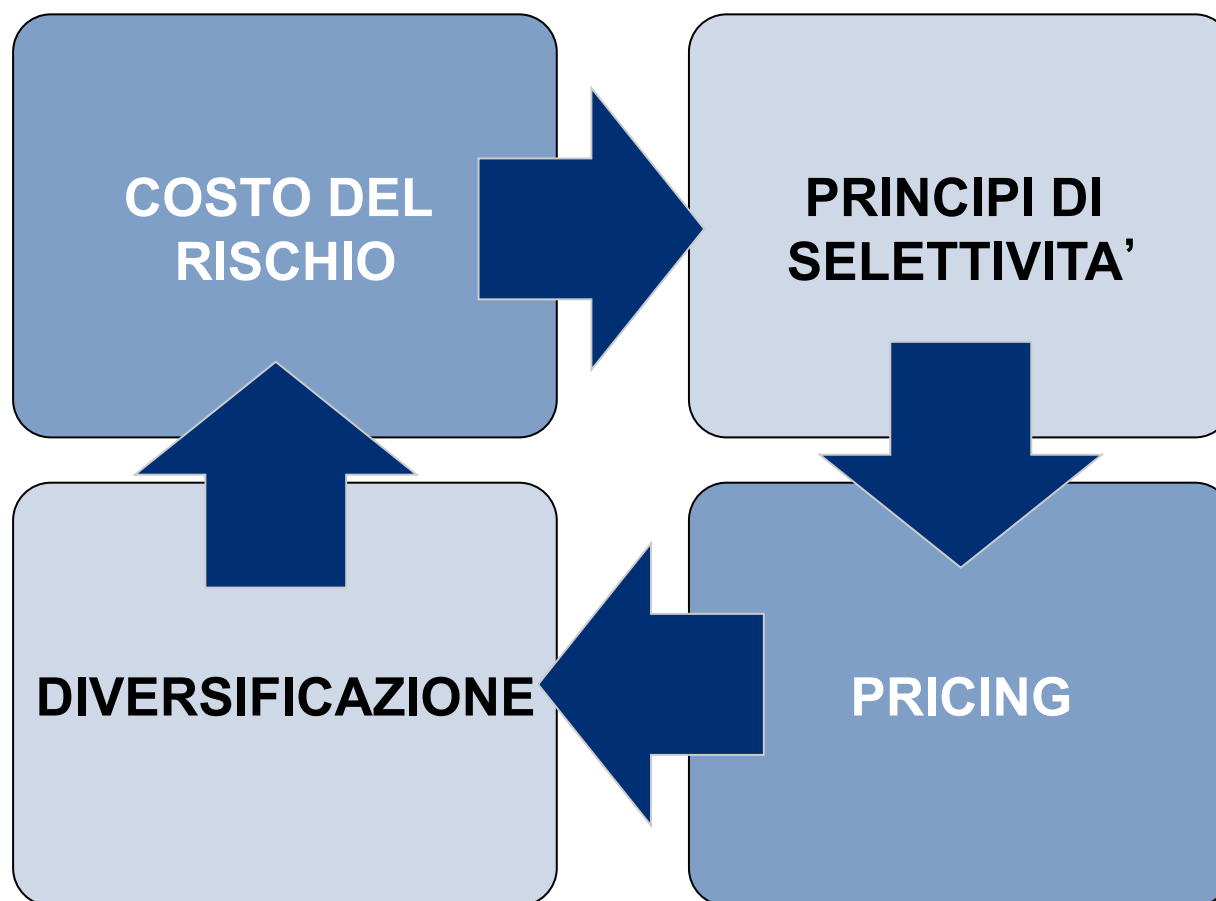 COSTO DEL
RISCHIO
PRINCIPI DI
SELETTIVITA’
DIVERSIFICAZIONE
PRICING